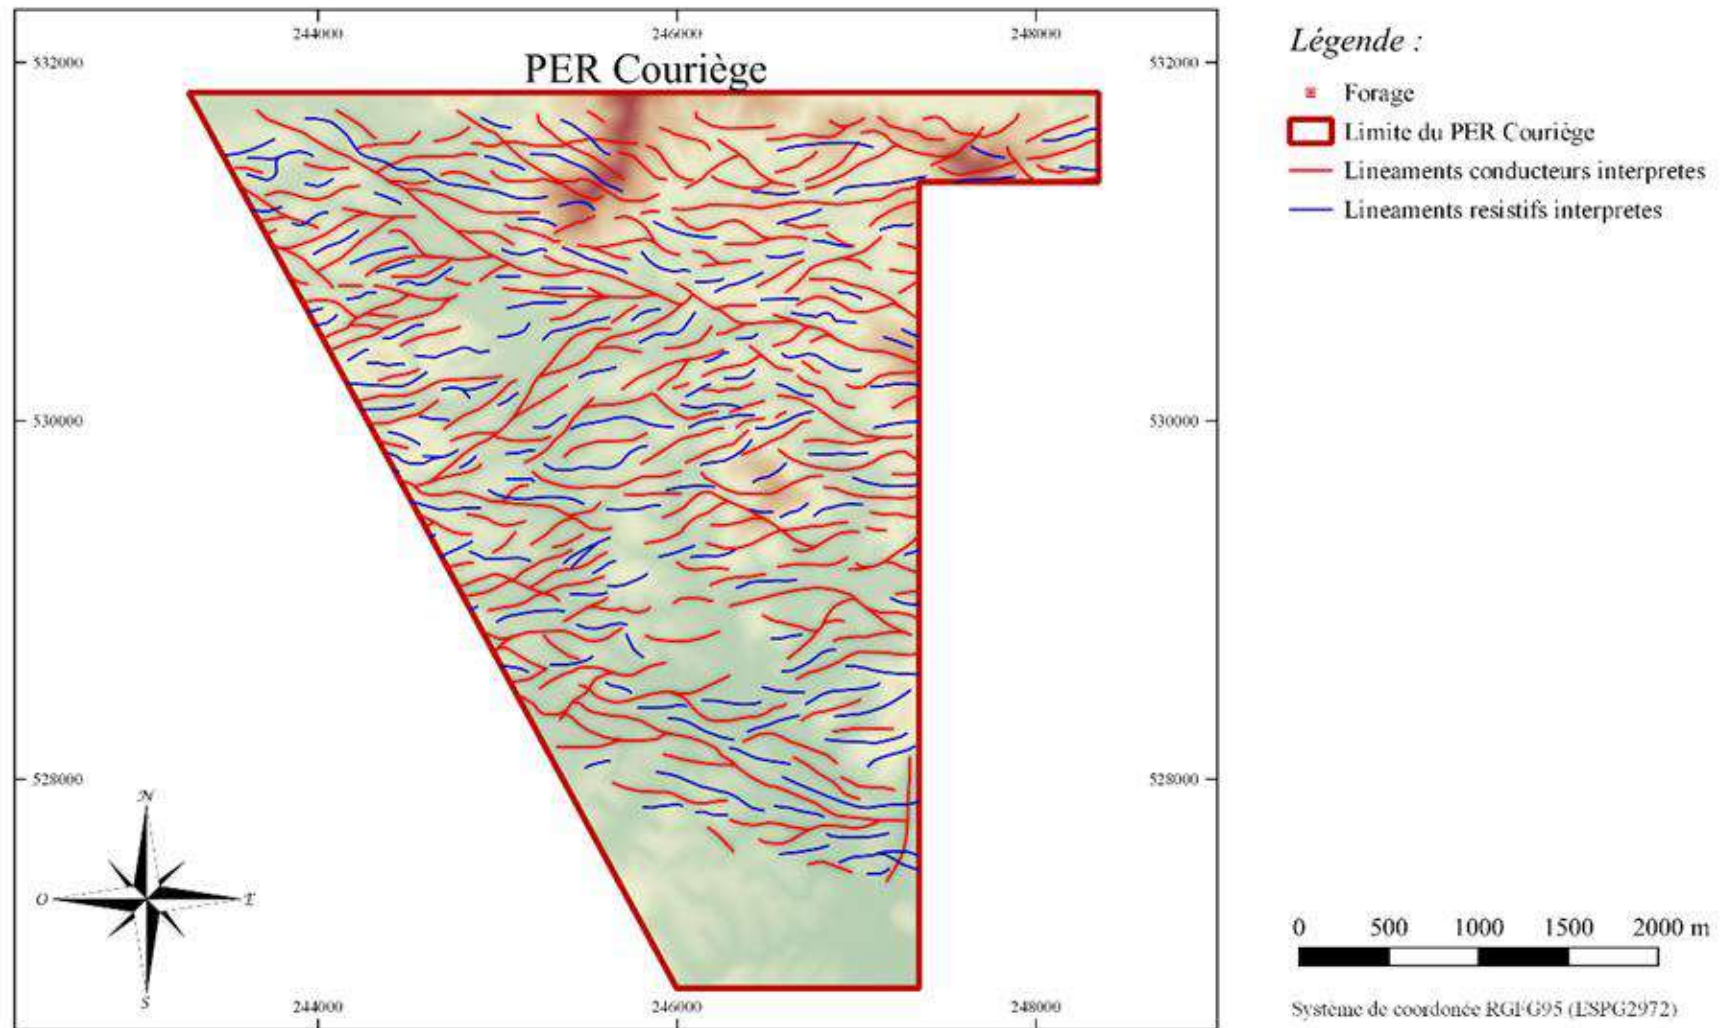 244000 246000 248000
532000 532000
PER Couriège
530000 530000
528000 528000
N
O E
S
244000 246000 248000
Légende :
Forage
Limite du PER Couriège
Lineaments conducteurs interpretes
Lineaments resistifs interpretes
0 500 1000 1500 2000 m
Système de coordonée RGFG95 (ESPG2972)